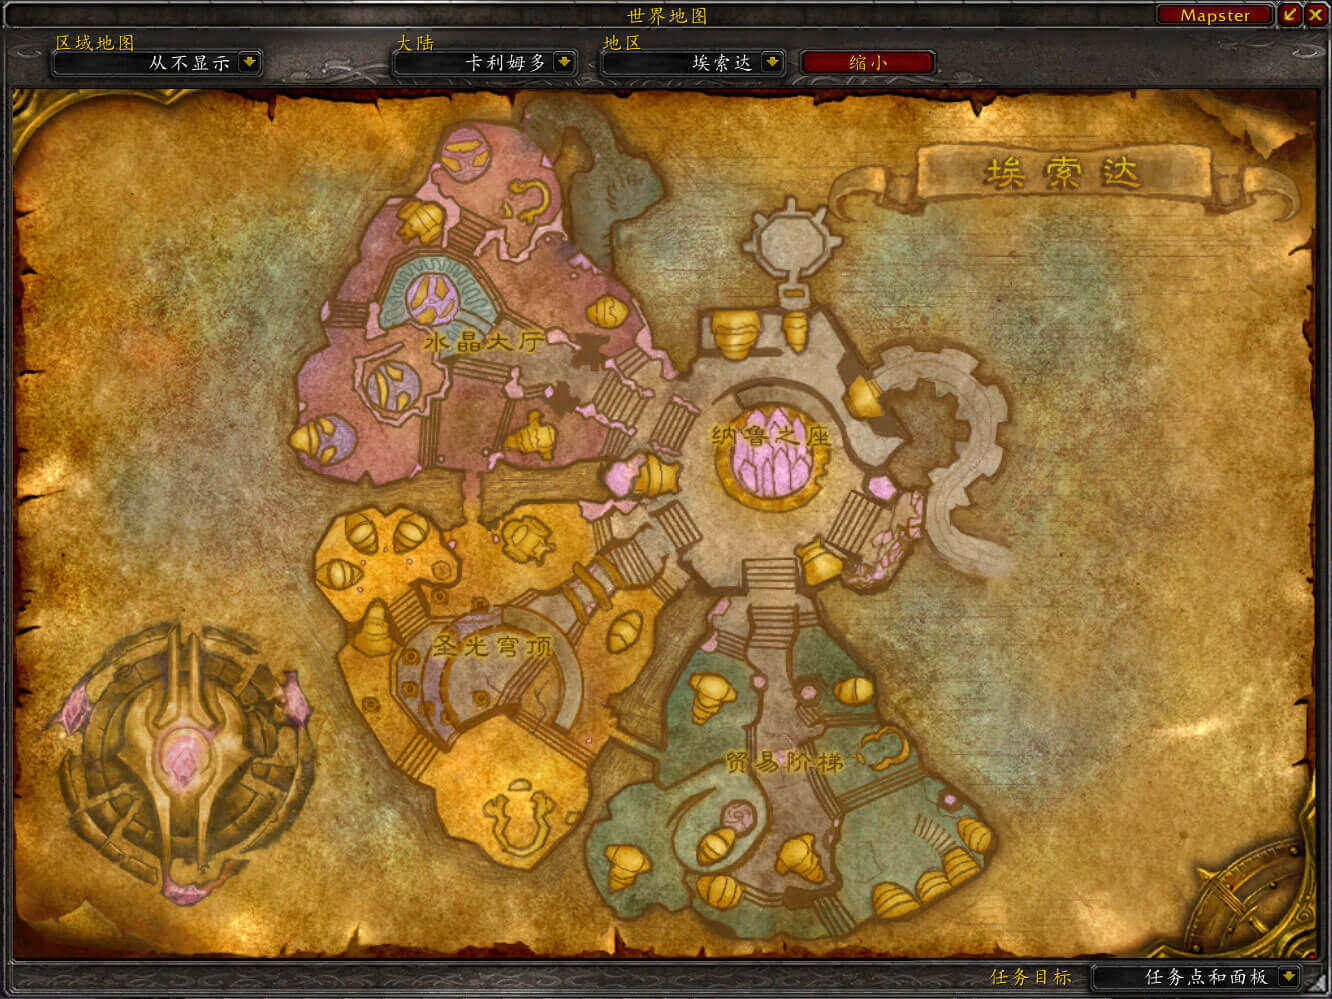 世界地图
Mapster
区域地图
大陆
地区
从不显示
卡利姆多
埃索达
缩小
埃索达
水晶大厅
纳鲁之座
圣光穹顶
贸易阶梯
任务目标
任务点和面板